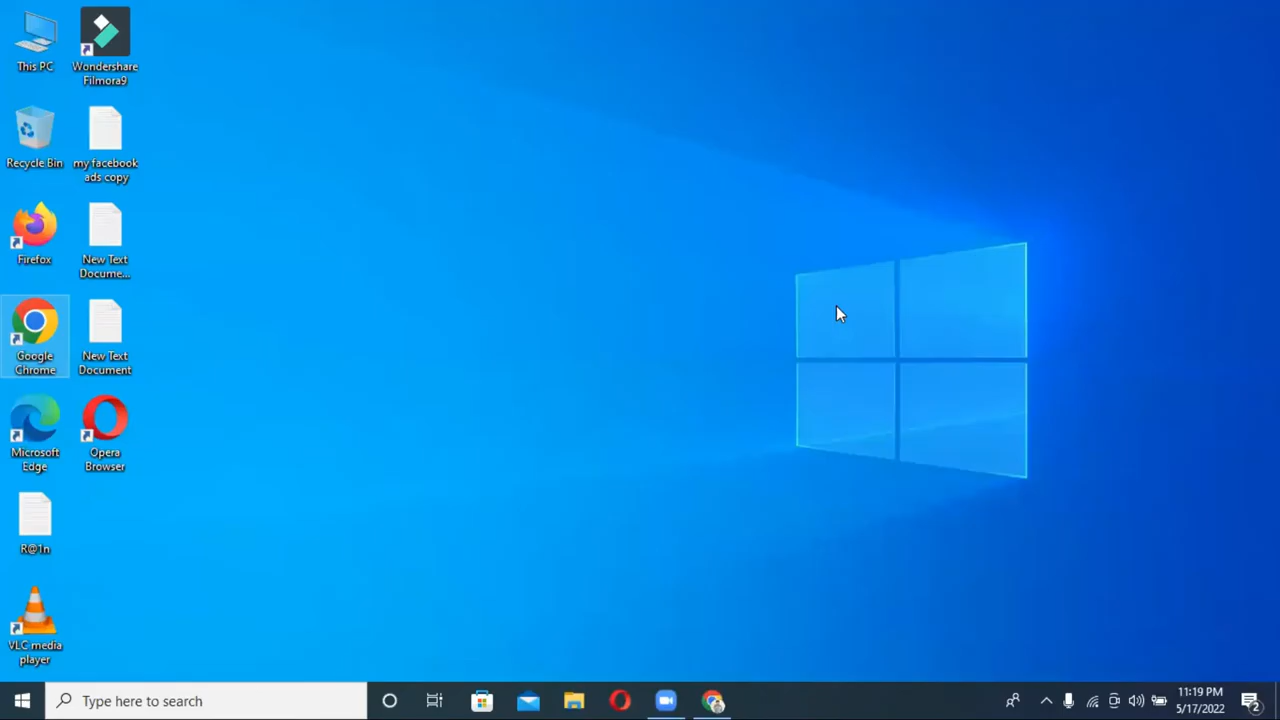 This PC
Wondershare
Filmora9
Recycle Bin
my facebook
ads copy
Firefox
New Text
Docume...
Google
Chrome
New Text
Document
Microsoft
Edge
Opera
Browser
R@1n
VLC media
player
Type here to search
11:19 PM
5/17/2022
2